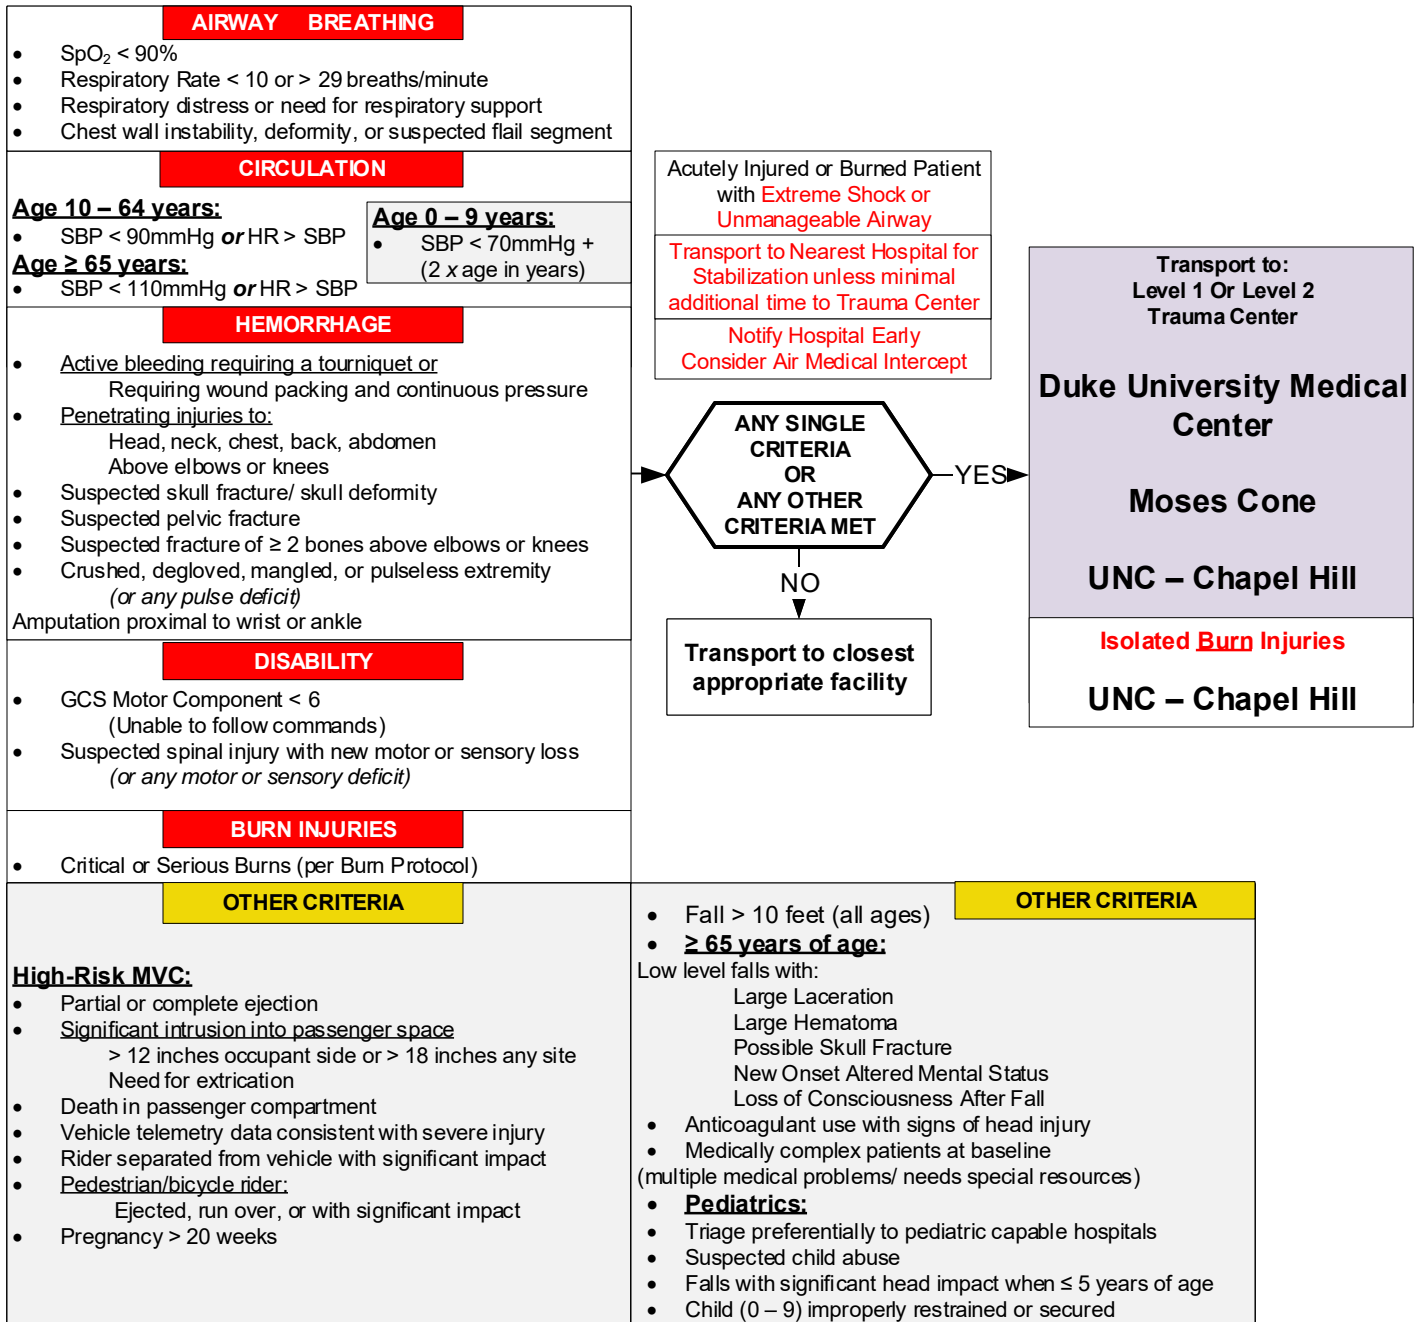 AIRWAY BREATHING
• SpO₂ < 90%
• Respiratory Rate < 10 or > 29 breaths/minute
• Respiratory distress or need for respiratory support
• Chest wall instability, deformity, or suspected flail segment
CIRCULATION
Age 10 – 64 years:
• SBP < 90mmHg or HR > SBP
Age ≥ 65 years:
• SBP < 110mmHg or HR > SBP
Age 0 – 9 years:
• SBP < 70mmHg +
(2 x age in years)
HEMORRHAGE
• Active bleeding requiring a tourniquet or
Requiring wound packing and continuous pressure
• Penetrating injuries to:
Head, neck, chest, back, abdomen
Above elbows or knees
• Suspected skull fracture/ skull deformity
• Suspected pelvic fracture
• Suspected fracture of ≥ 2 bones above elbows or knees
• Crushed, degloved, mangled, or pulseless extremity
(or any pulse deficit)
Amputation proximal to wrist or ankle
DISABILITY
• GCS Motor Component < 6
(Unable to follow commands)
• Suspected spinal injury with new motor or sensory loss
(or any motor or sensory deficit)
BURN INJURIES
• Critical or Serious Burns (per Burn Protocol)
Acutely Injured or Burned Patient
with Extreme Shock or
Unmanageable Airway
Transport to Nearest Hospital for
Stabilization unless minimal
additional time to Trauma Center
Notify Hospital Early
Consider Air Medical Intercept
ANY SINGLE
CRITERIA
OR
ANY OTHER
CRITERIA MET
YES
NO
Transport to closest
appropriate facility
Transport to:
Level 1 Or Level 2
Trauma Center
Duke University Medical
Center
Moses Cone
UNC – Chapel Hill
Isolated Burn Injuries
UNC – Chapel Hill
OTHER CRITERIA
High-Risk MVC:
• Partial or complete ejection
• Significant intrusion into passenger space
> 12 inches occupant side or > 18 inches any site
Need for extrication
• Death in passenger compartment
• Vehicle telemetry data consistent with severe injury
• Rider separated from vehicle with significant impact
• Pedestrian/bicycle rider:
Ejected, run over, or with significant impact
• Pregnancy > 20 weeks
OTHER CRITERIA
• Fall > 10 feet (all ages)
• ≥ 65 years of age:
Low level falls with:
Large Laceration
Large Hematoma
Possible Skull Fracture
New Onset Altered Mental Status
Loss of Consciousness After Fall
• Anticoagulant use with signs of head injury
• Medically complex patients at baseline
(multiple medical problems/ needs special resources)
• Pediatrics:
• Triage preferentially to pediatric capable hospitals
• Suspected child abuse
• Falls with significant head impact when ≤ 5 years of age
• Child (0 – 9) improperly restrained or secured